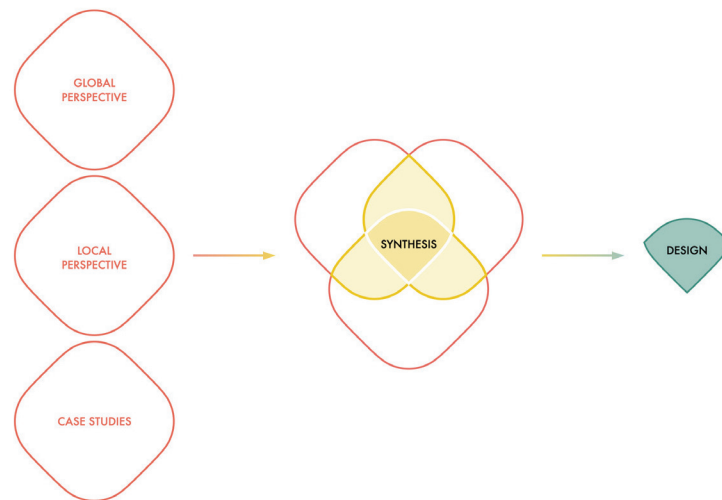 GLOBAL
PERSPECTIVE
LOCAL
PERSPECTIVE
CASE STUDIES
SYNTHESIS
DESIGN